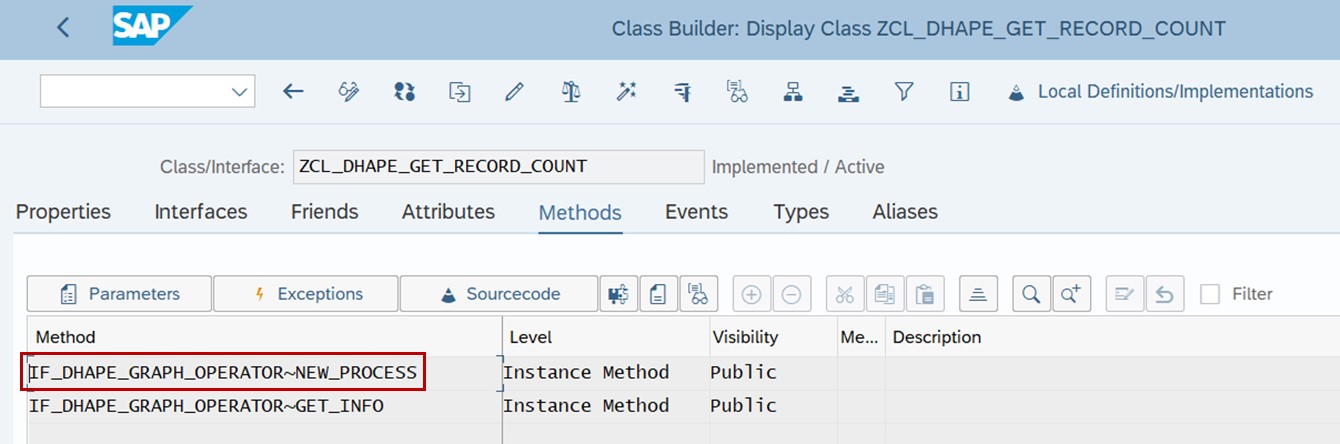 SAP Class Builder: Display Class ZCL_DHAPE_GET_RECORD_COUNT
Local Definitions/Implementations
Class/Interface: ZCL_DHAPE_GET_RECORD_COUNT Implemented / Active
Properties Interfaces Friends Attributes Methods Events Types Aliases
Parameters Exceptions Sourcecode Filter
Method Level Visibility Me... Description
IF_DHAPE_GRAPH_OPERATOR~NEW_PROCESS Instance Method Public
IF_DHAPE_GRAPH_OPERATOR~GET_INFO Instance Method Public